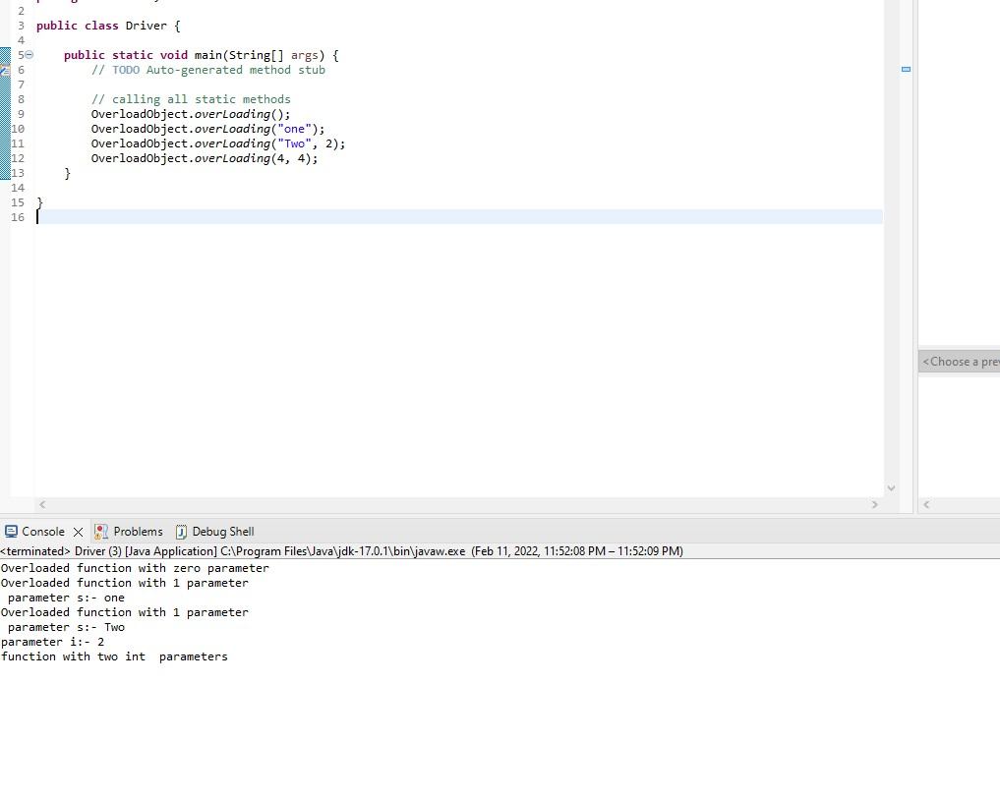 2
3 public class Driver {
4
5 public static void main(String[] args) {
6 // TODO Auto-generated method stub
7
8 // calling all static methods
9 OverloadObject.overLoading();
10 OverloadObject.overLoading("one");
11 OverloadObject.overLoading("Two", 2);
12 OverloadObject.overLoading(4, 4);
13 }
14
15 }
16
<Choose a pre
Console Problems Debug Shell
<terminated> Driver (3) [Java Application] C:\Program Files\Java\jdk-17.0.1\bin\javaw.exe (Feb 11, 2022, 11:52:08 PM – 11:52:09 PM)
Overloaded function with zero parameter
Overloaded function with 1 parameter
parameter s:- one
Overloaded function with 1 parameter
parameter s:- Two
parameter i:- 2
function with two int  parameters